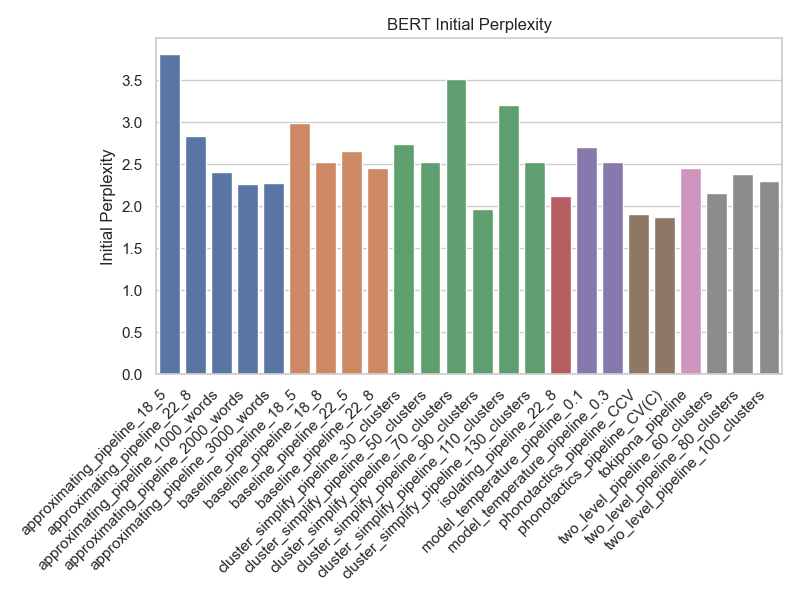 BERT Initial Perplexity
Initial Perplexity
3.5
3.0
2.5
2.0
1.5
1.0
0.5
0.0
approximating_pipeline_18_5
approximating_pipeline_22_8
approximating_pipeline_1000_words
approximating_pipeline_2000_words
approximating_pipeline_3000_words
baseline_pipeline_18_5
baseline_pipeline_18_8
baseline_pipeline_22_5
baseline_pipeline_22_8
cluster_simplify_pipeline_30_clusters
cluster_simplify_pipeline_50_clusters
cluster_simplify_pipeline_70_clusters
cluster_simplify_pipeline_90_clusters
cluster_simplify_pipeline_110_clusters
cluster_simplify_pipeline_130_clusters
isolating_pipeline_22_8
model_temperature_pipeline_0.1
model_temperature_pipeline_0.3
phonotactics_pipeline_CCV
phonotactics_pipeline_CV(C)
tokipona_pipeline
two_level_pipeline_60_clusters
two_level_pipeline_80_clusters
two_level_pipeline_100_clusters